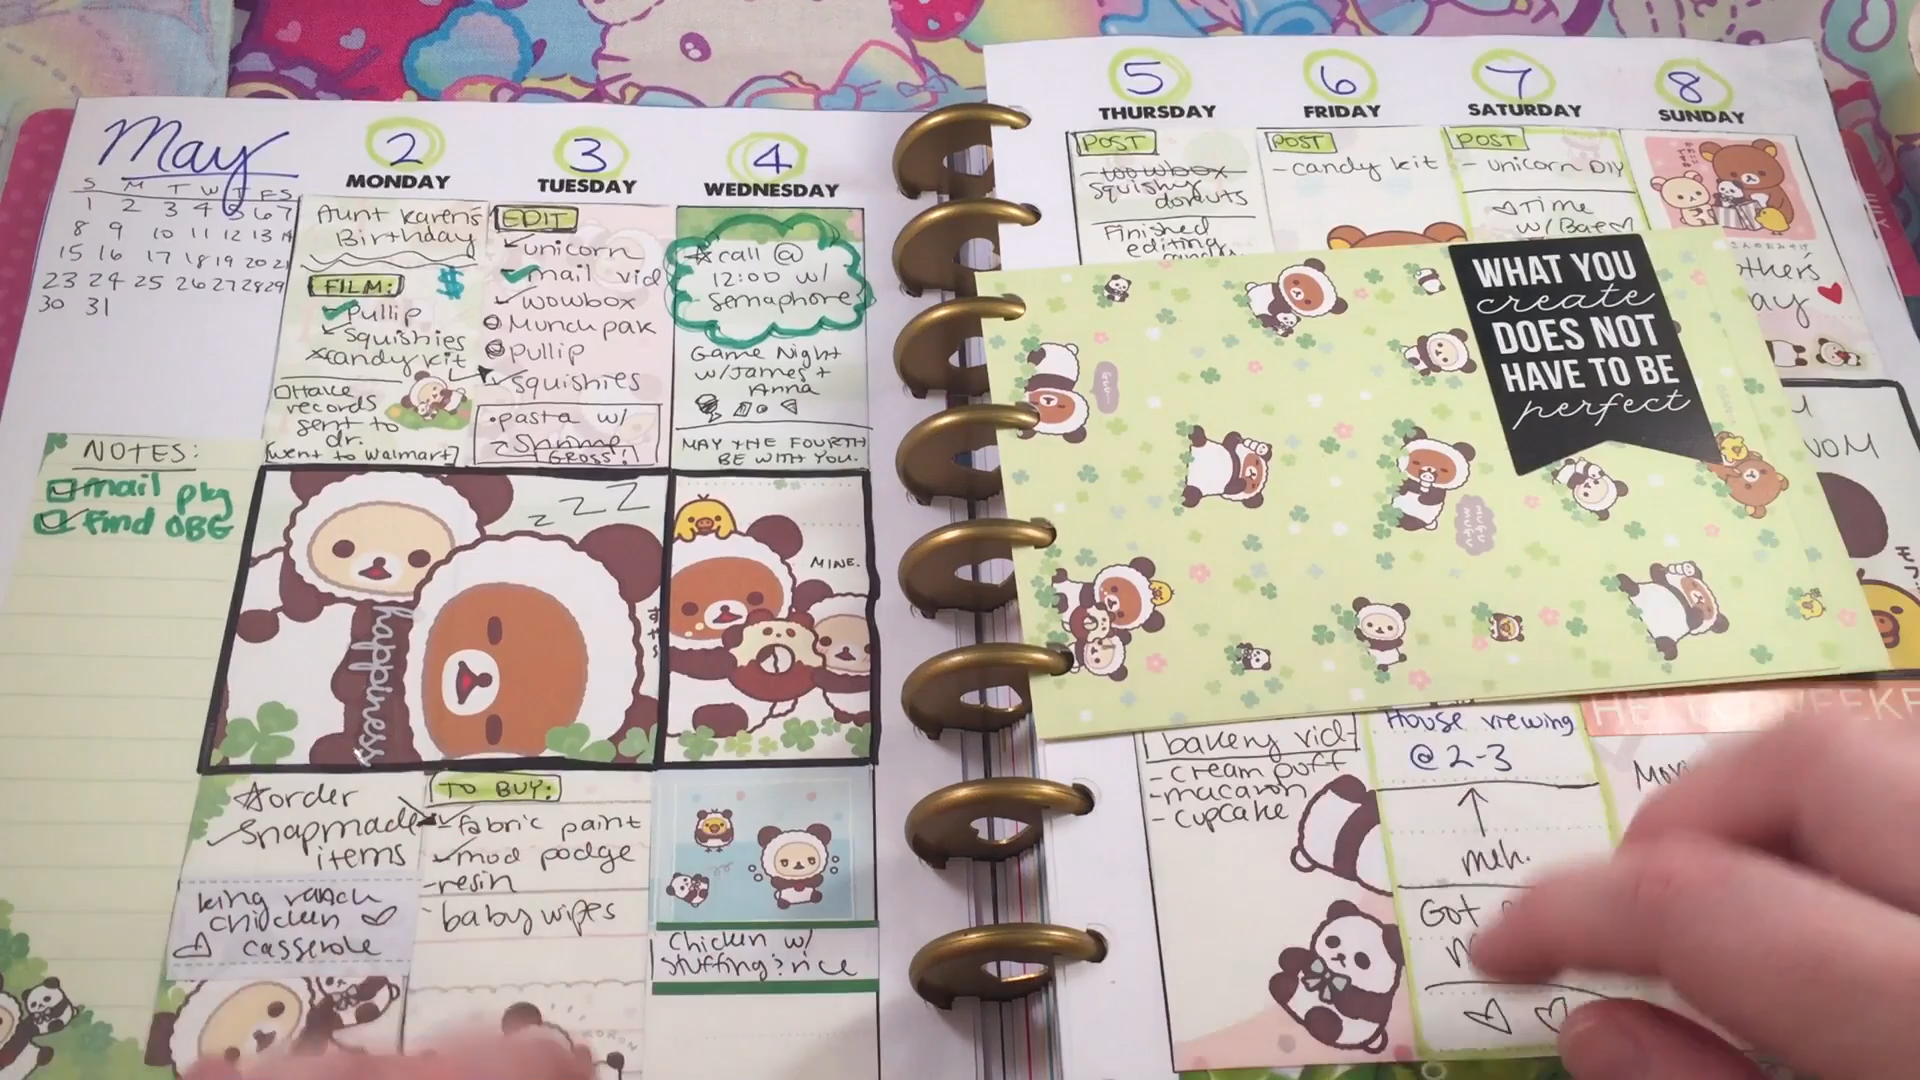 May
S M T W T F S
1 2 3 4 5 6 7
8 9 10 11 12 13 14
15 16 17 18 19 20 21
23 24 25 26 27 28 29
30 31
NOTES:
mail pkg
find OBG
2
MONDAY
Aunt Karen's
Birthday
FILM:
$
Pullip
Squishies
candy kit
Have
records
sent to
dr.
went to walmart
3
TUESDAY
EDIT
unicorn
mail vid
wowbox
Munchpak
Pullip
squishies
pasta w/
Shrimp
GROSS!
4
WEDNESDAY
call @
12:00 w/
Semaphore
Game Night
w/James +
Anna
MAY THE FOURTH
BE WITH YOU.
zzz
happiness
MINE.
order
Snapmade
items
king ranch
chicken
casserole
TO BUY:
fabric paint
mod podge
-resin
baby wipes
KORON
Chicken w/
stuffing & rice
5
THURSDAY
POST
-wowbox
squishy
donuts
Finished
editing
6
FRIDAY
POST
-candy kit
7
SATURDAY
POST
- unicorn DIY
Time
w/ Bae
8
SUNDAY
WHAT YOU
create
DOES NOT
HAVE TO BE
perfect
bakery vid
-cream puff
-macaron
-cupcake
House viewing
@ 2-3
meh.
Got